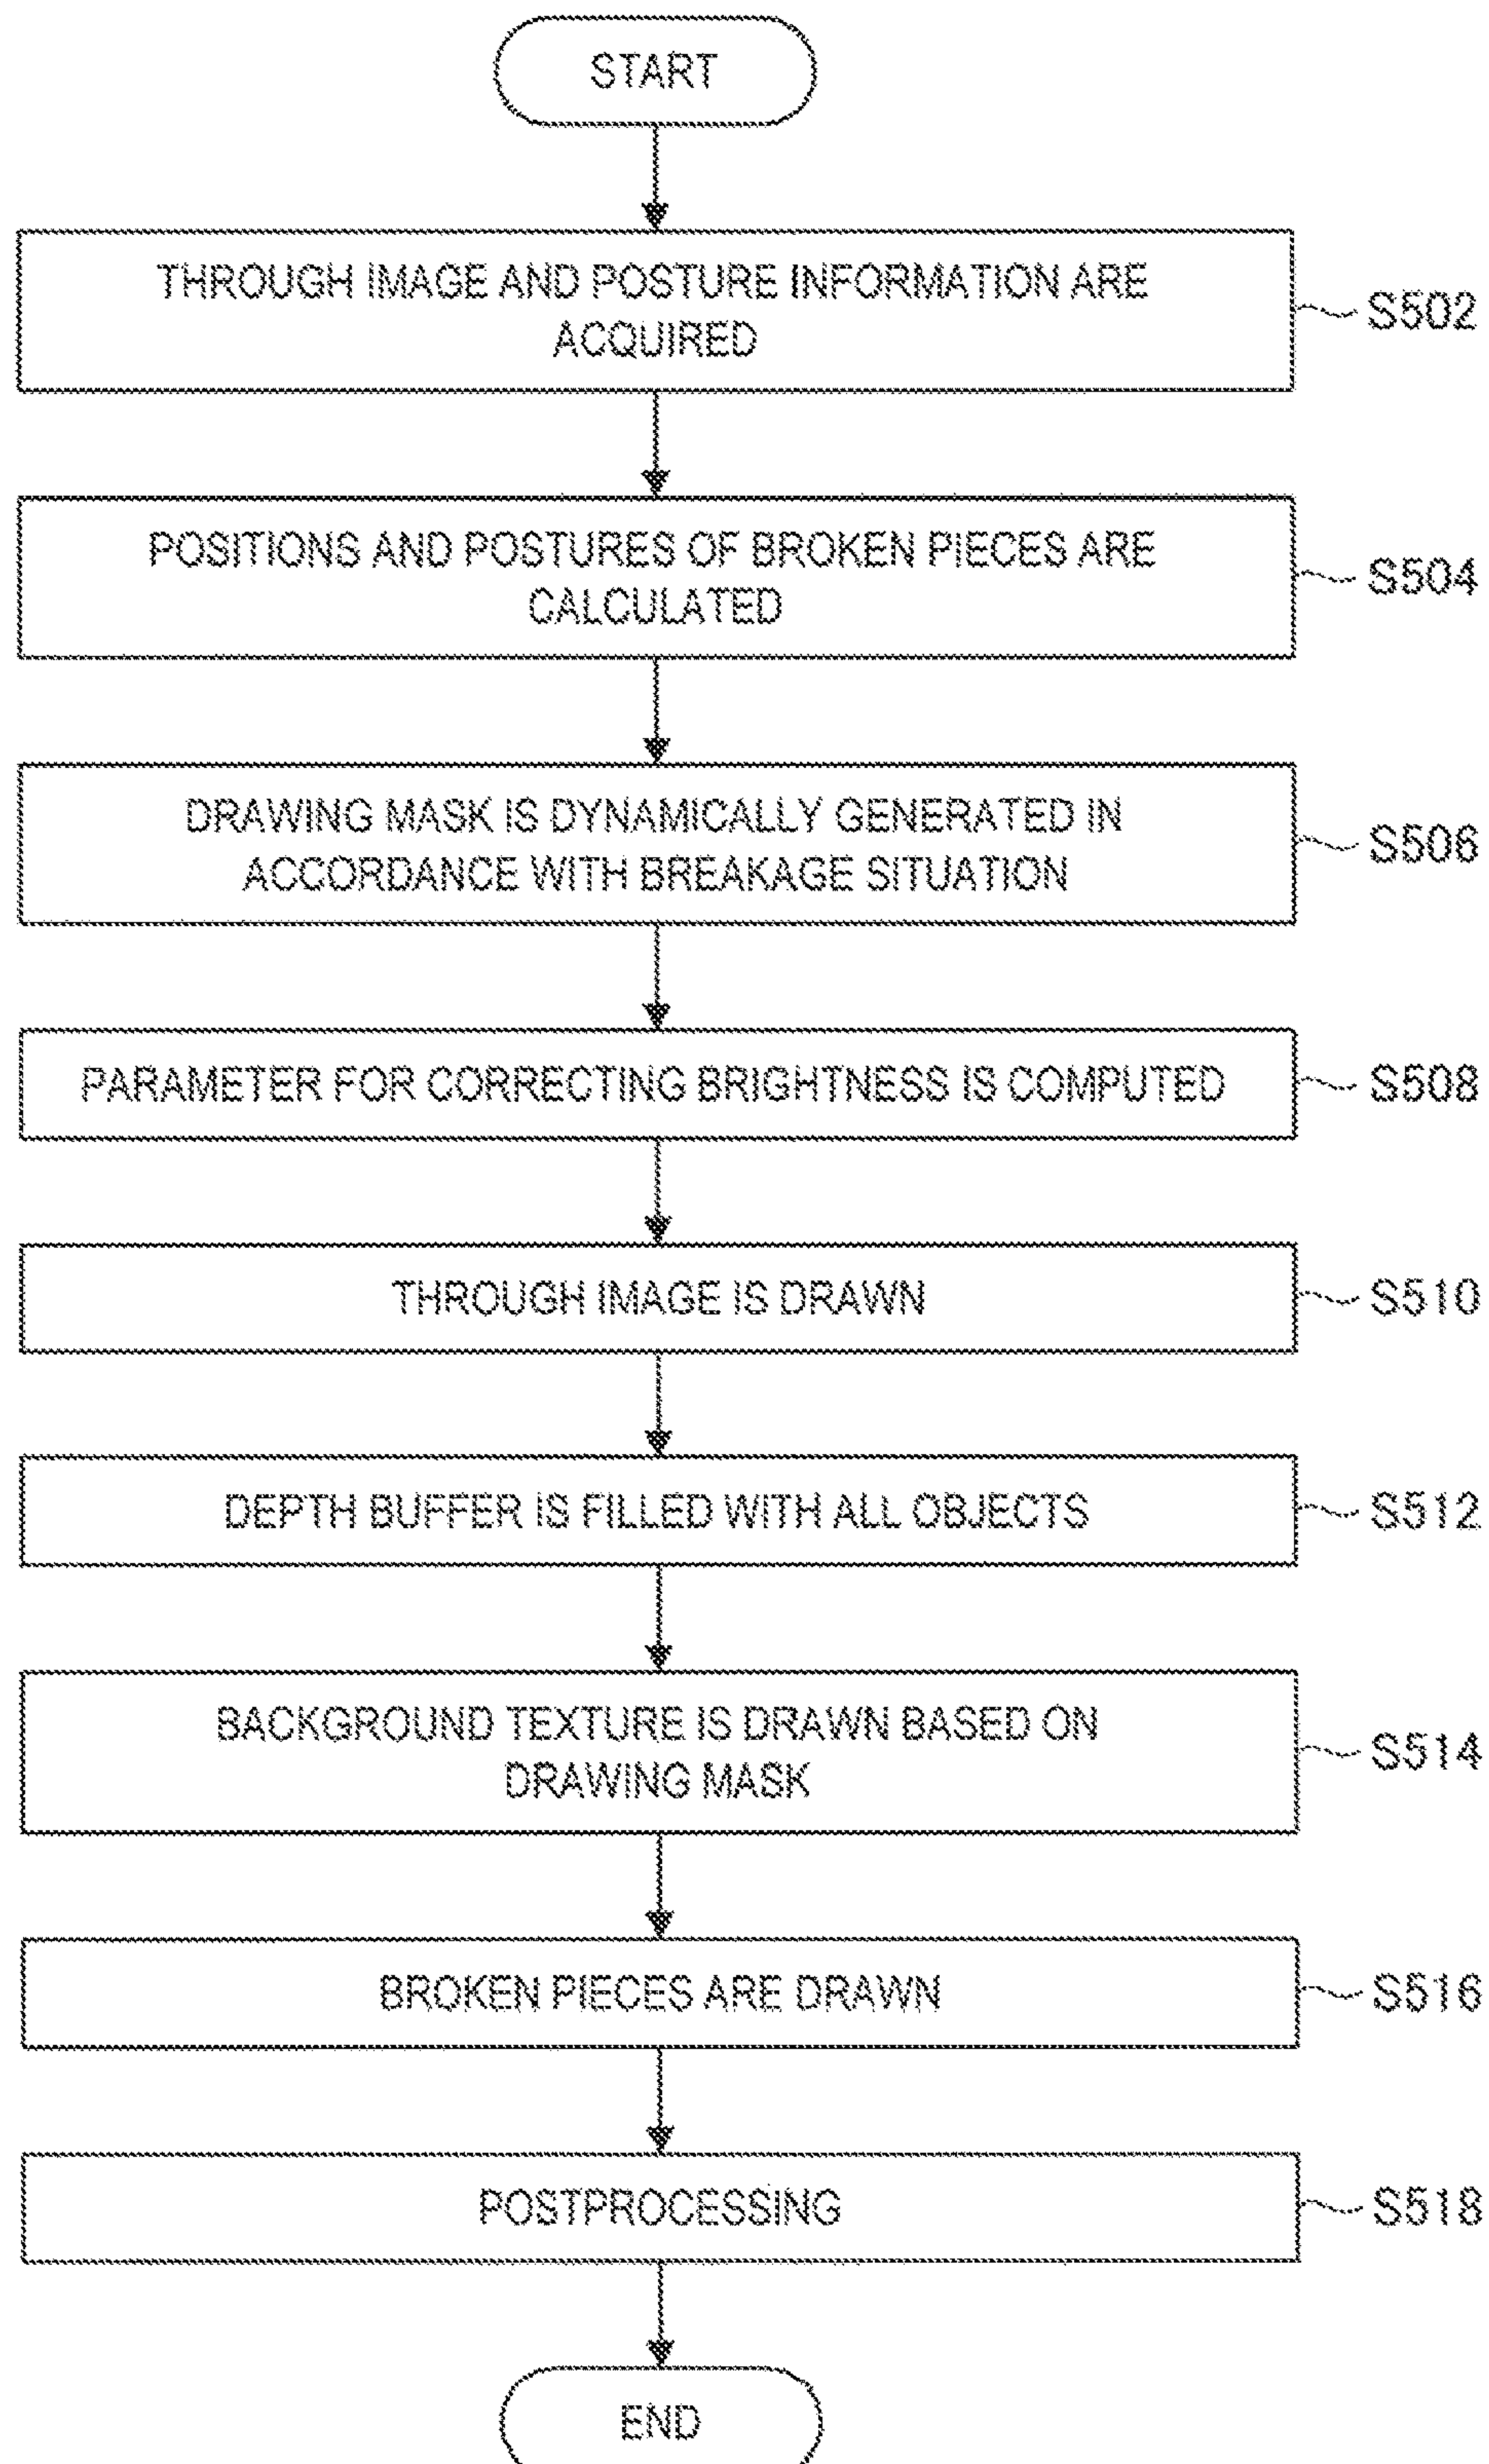 START
THROUGH IMAGE AND POSTURE INFORMATION ARE
ACQUIRED
S502
POSITIONS AND POSTURES OF BROKEN PIECES ARE
CALCULATED
S504
DRAWING MASK IS DYNAMICALLY GENERATED IN
ACCORDANCE WITH BREAKAGE SITUATION
S506
PARAMETER FOR CORRECTING BRIGHTNESS IS COMPUTED
S508
THROUGH IMAGE IS DRAWN
S510
DEPTH BUFFER IS FILLED WITH ALL OBJECTS
S512
BACKGROUND TEXTURE IS DRAWN BASED ON
DRAWING MASK
S514
BROKEN PIECES ARE DRAWN
S516
POSTPROCESSING
S518
END